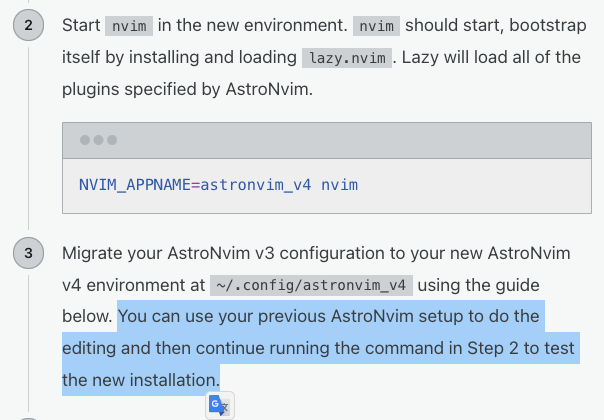 2
Start nvim in the new environment. nvim should start, bootstrap
itself by installing and loading lazy.nvim. Lazy will load all of the
plugins specified by AstroNvim.
NVIM_APPNAME=astronvim_v4 nvim
3
Migrate your AstroNvim v3 configuration to your new AstroNvim
v4 environment at ~/.config/astronvim_v4 using the guide
below. You can use your previous AstroNvim setup to do the
editing and then continue running the command in Step 2 to test
the new installation.
G 文